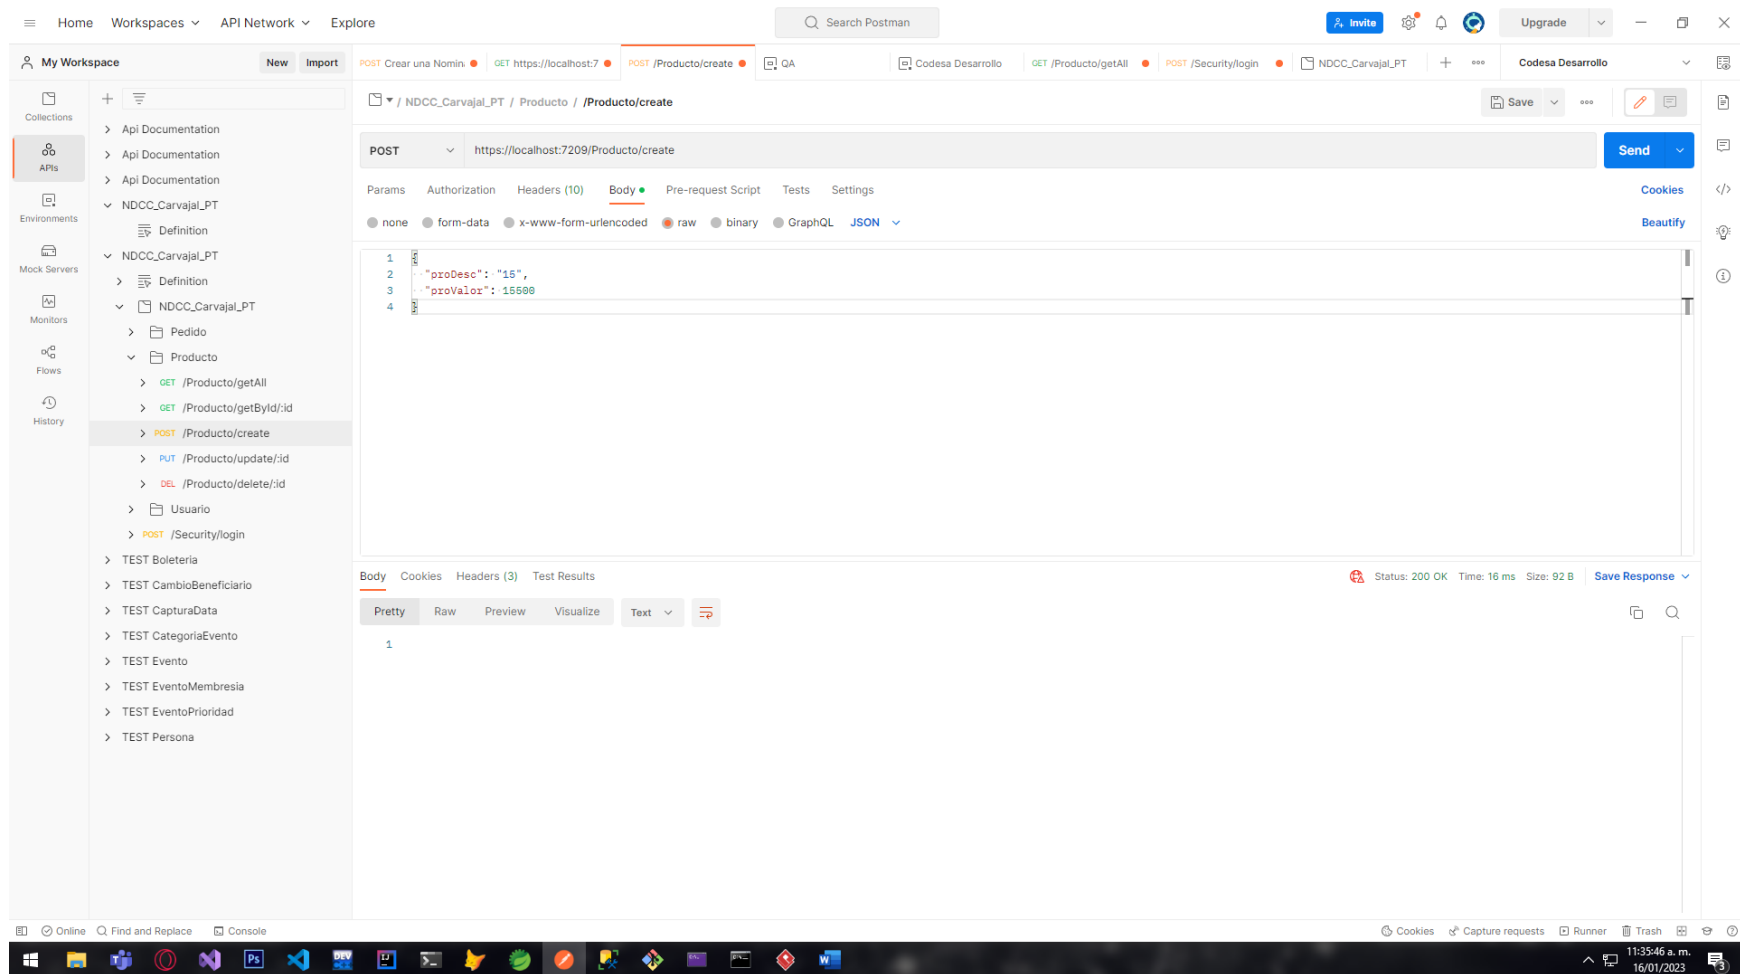 Home Workspaces API Network Explore Search Postman Invite Upgrade
My Workspace New Import
POST Crear una Nomin GET https://localhost:7 POST /Producto/create QA Codesa Desarrollo GET /Producto/getAll POST /Security/login NDCC_Carvajal_PT Codesa Desarrollo
Collections
APIs
Environments
Mock Servers
Monitors
Flows
History
Api Documentation
Api Documentation
Api Documentation
NDCC_Carvajal_PT
Definition
NDCC_Carvajal_PT
Definition
NDCC_Carvajal_PT
Pedido
Producto
GET /Producto/getAll
GET /Producto/getById/:id
POST /Producto/create
PUT /Producto/update/:id
DEL /Producto/delete/:id
Usuario
POST /Security/login
TEST Boleteria
TEST CambioBeneficiario
TEST CapturaData
TEST CategoriaEvento
TEST Evento
TEST EventoMembresia
TEST EventoPrioridad
TEST Persona
/ NDCC_Carvajal_PT / Producto / /Producto/create Save
POST https://localhost:7209/Producto/create Send
Params Authorization Headers (10) Body Pre-request Script Tests Settings Cookies
none form-data x-www-form-urlencoded raw binary GraphQL JSON Beautify
1 {
2 "proDesc": "15",
3 "proValor": 15500
4 }
Body Cookies Headers (3) Test Results Status: 200 OK Time: 16 ms Size: 92 B Save Response
Pretty Raw Preview Visualize Text
1
Online Find and Replace Console Cookies Capture requests Runner Trash
11:35:46 a. m.
16/01/2023
3